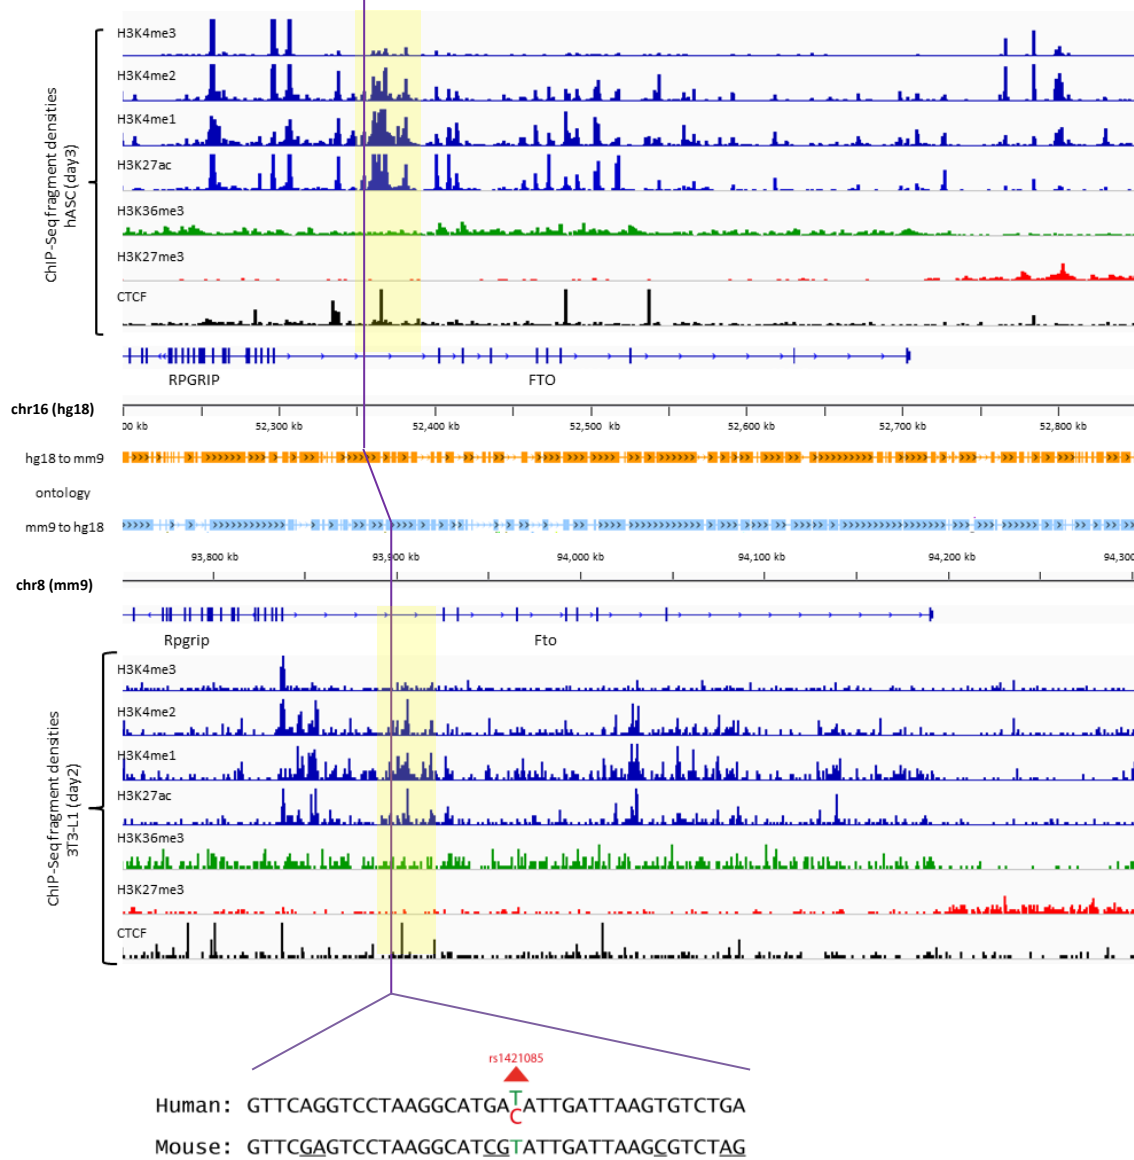 ChIP-Seq fragment densities
hASC (day3)
H3K4me3
H3K4me2
H3K4me1
H3K27ac
H3K36me3
H3K27me3
CTCF
RPGRIP FTO
chr16 (hg18)
00 kb 52,300 kb 52,400 kb 52,500 kb 52,600 kb 52,700 kb 52,800 kb
hg18 to mm9
ontology
mm9 to hg18
93,800 kb 93,900 kb 94,000 kb 94,100 kb 94,200 kb 94,300
chr8 (mm9)
Rpgrip Fto
ChIP-Seq fragment densities
3T3-L1 (day2)
H3K4me3
H3K4me2
H3K4me1
H3K27ac
H3K36me3
H3K27me3
CTCF
rs1421085
Human: GTTCAGGTCCTAAGGCATGATATTGATTAAGTGTCTGA
C
Mouse: GTTCGAGTCCTAAGGCATCGTATTGATTAAGCGTCTAG